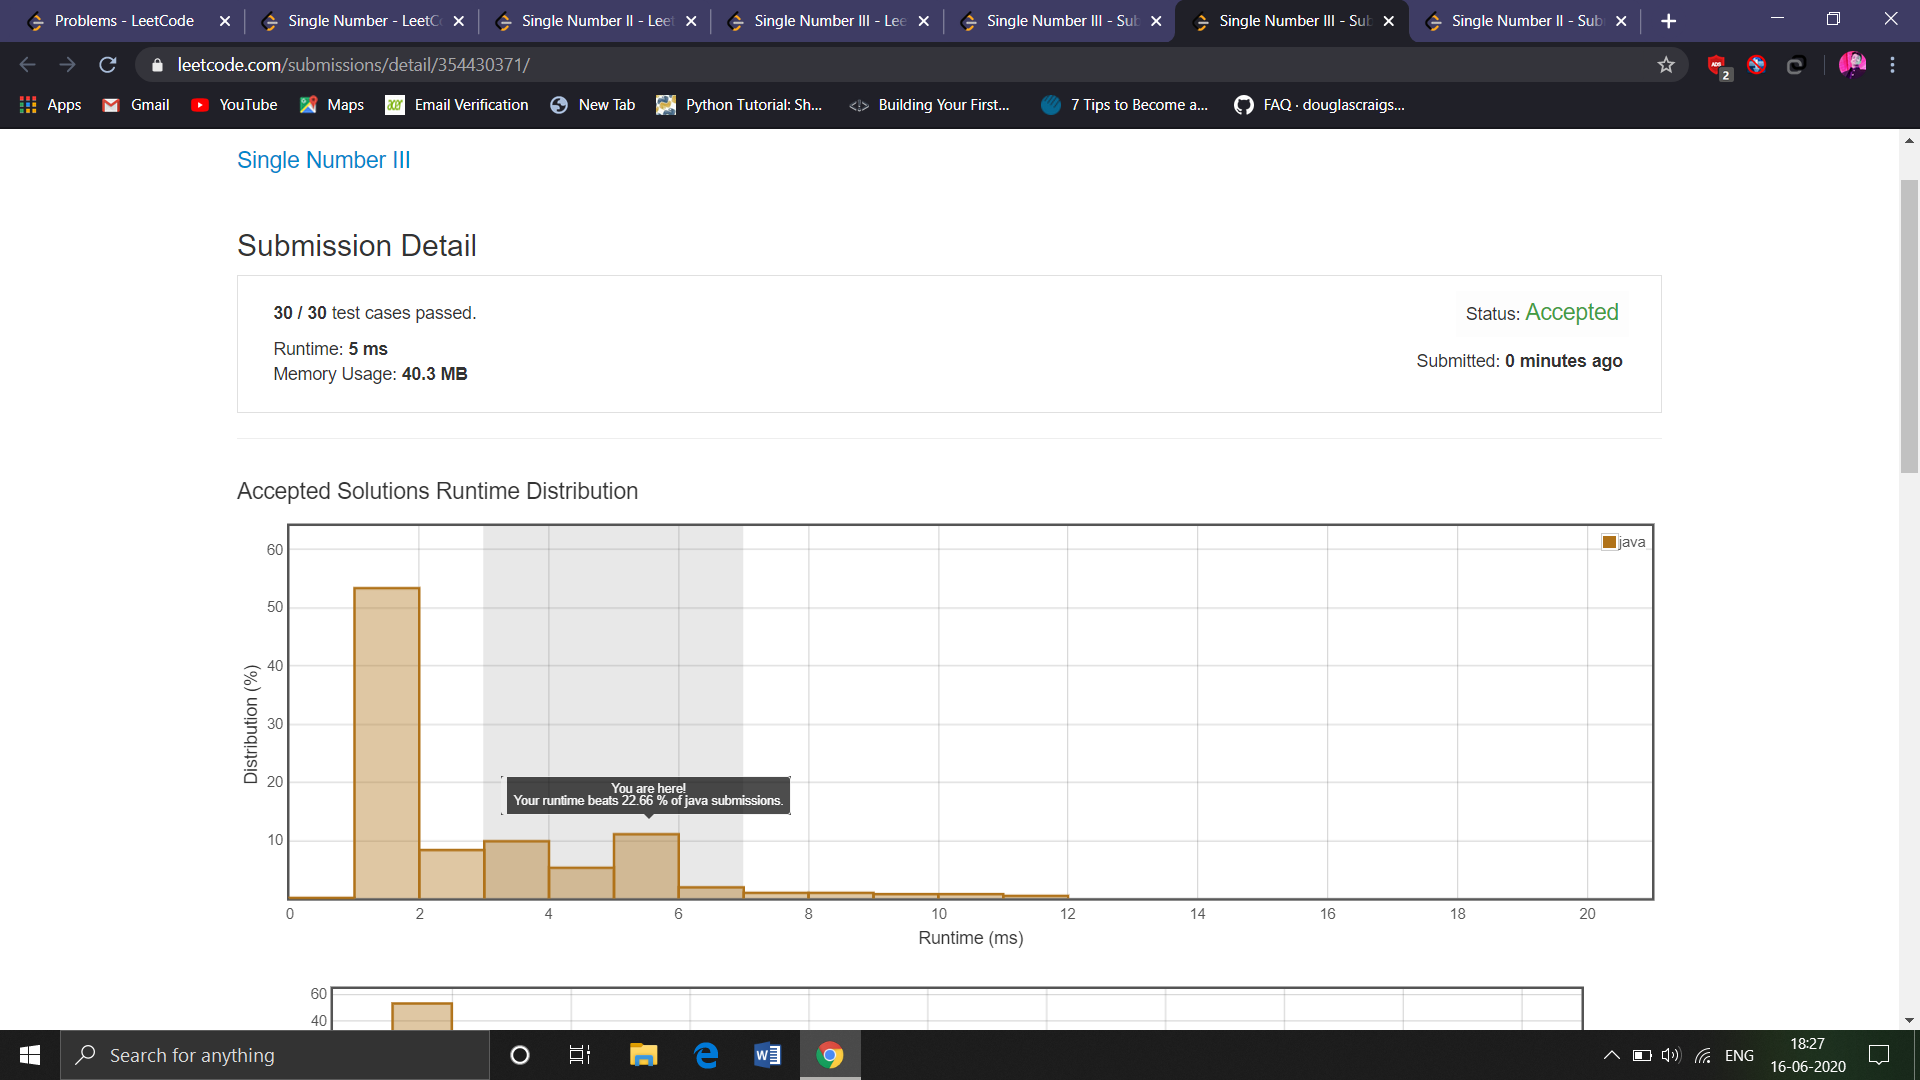 Problems - LeetCode
Single Number - LeetC
Single Number II - Leet
Single Number III - Lee
Single Number III - Sub
Single Number III - Sub
Single Number II - Sub
leetcode.com/submissions/detail/354430371/
2
Apps
Gmail
YouTube
Maps
acer
Email Verification
New Tab
Python Tutorial: Sh...
Building Your First...
7 Tips to Become a...
FAQ · douglascraigs...
Single Number III
Submission Detail
30 / 30 test cases passed.
Status: Accepted
Runtime: 5 ms
Submitted: 0 minutes ago
Memory Usage: 40.3 MB
Accepted Solutions Runtime Distribution
java
60
50
40
30
20
10
Distribution (%)
You are here!
Your runtime beats 22.66 % of java submissions.
0 2 4 6 8 10 12 14 16 18 20
Runtime (ms)
60
40
Search for anything
ENG
18:27
16-06-2020